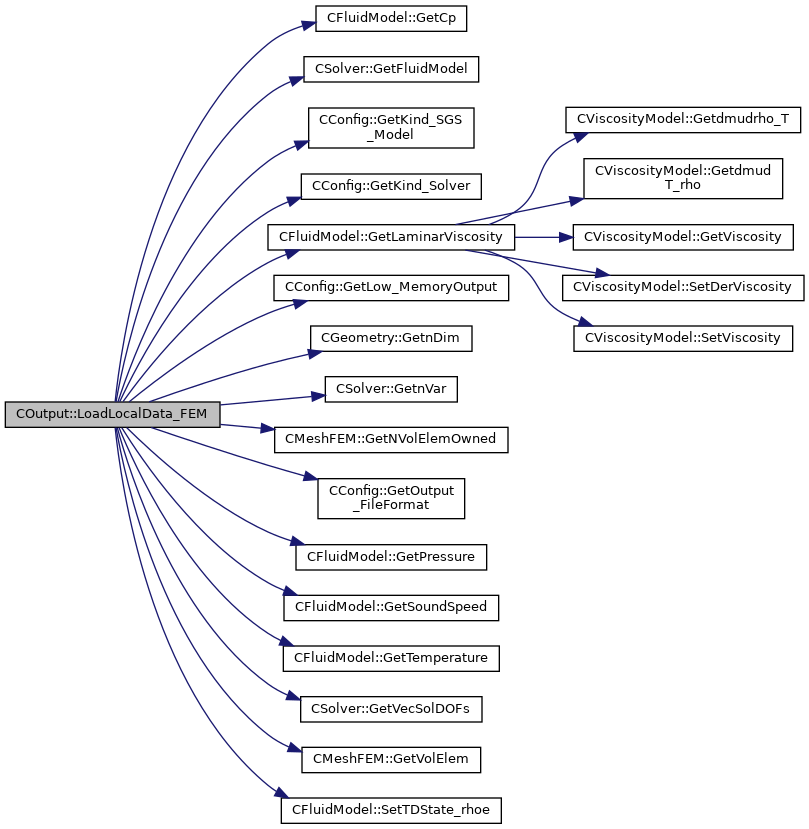 CFluidModel::GetCp
CSolver::GetFluidModel
CConfig::GetKind_SGS
_Model
CConfig::GetKind_Solver
CFluidModel::GetLaminarViscosity
CViscosityModel::Getdmudrho_T
CViscosityModel::Getdmud
T_rho
CViscosityModel::GetViscosity
CViscosityModel::SetDerViscosity
CViscosityModel::SetViscosity
CConfig::GetLow_MemoryOutput
CGeometry::GetnDim
CSolver::GetnVar
COutput::LoadLocalData_FEM
CMeshFEM::GetNVolElemOwned
CConfig::GetOutput
_FileFormat
CFluidModel::GetPressure
CFluidModel::GetSoundSpeed
CFluidModel::GetTemperature
CSolver::GetVecSolDOFs
CMeshFEM::GetVolElem
CFluidModel::SetTDState_rhoe